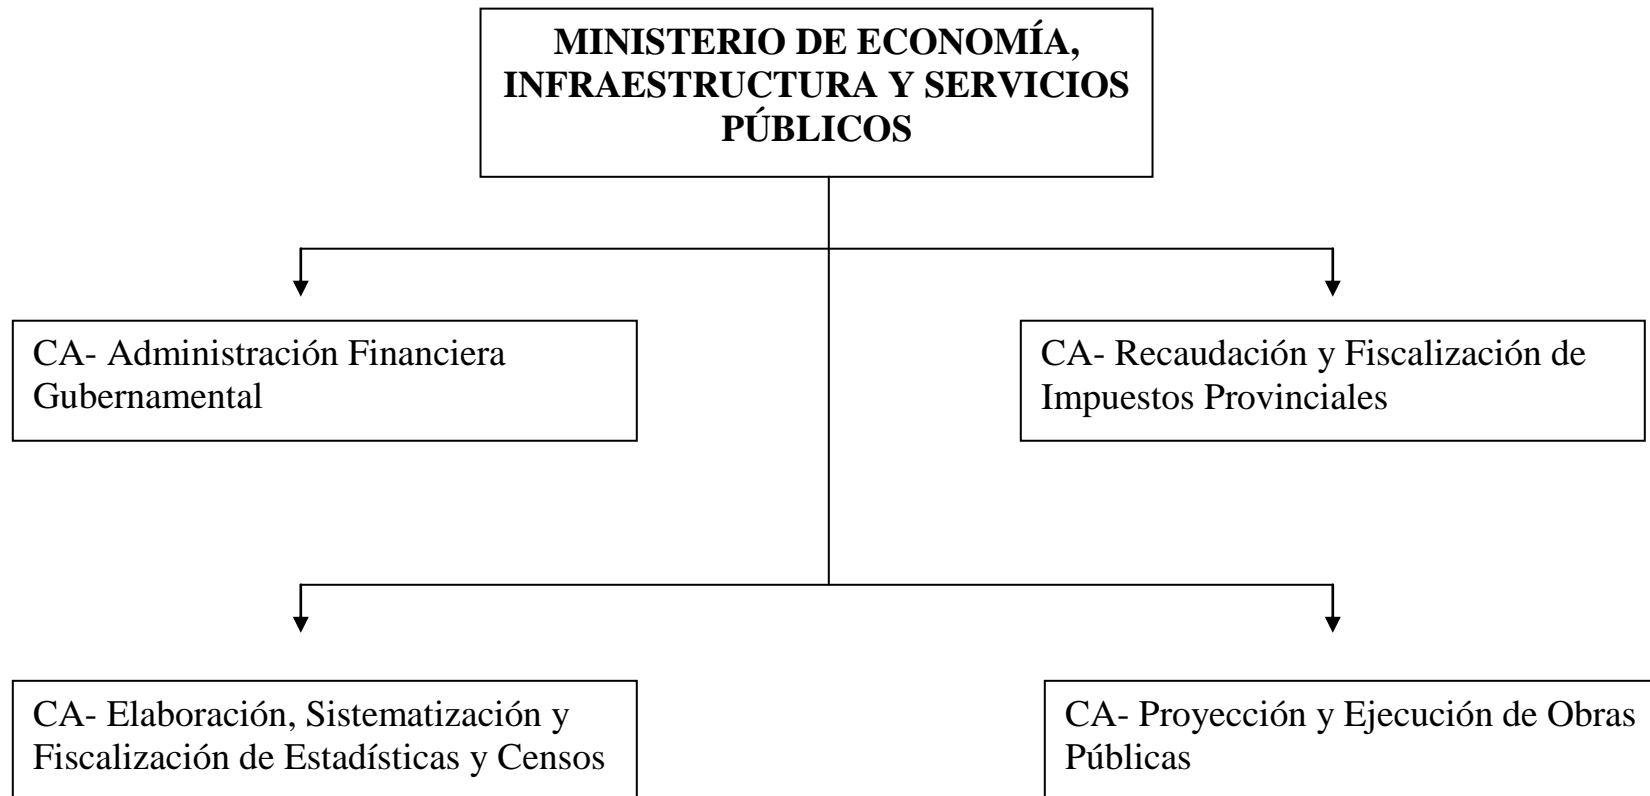 MINISTERIO DE ECONOMÍA,
INFRAESTRUCTURA Y SERVICIOS
PÚBLICOS
CA- Administración Financiera
Gubernamental
CA- Recaudación y Fiscalización de
Impuestos Provinciales
CA- Elaboración, Sistematización y
Fiscalización de Estadísticas y Censos
CA- Proyección y Ejecución de Obras
Públicas